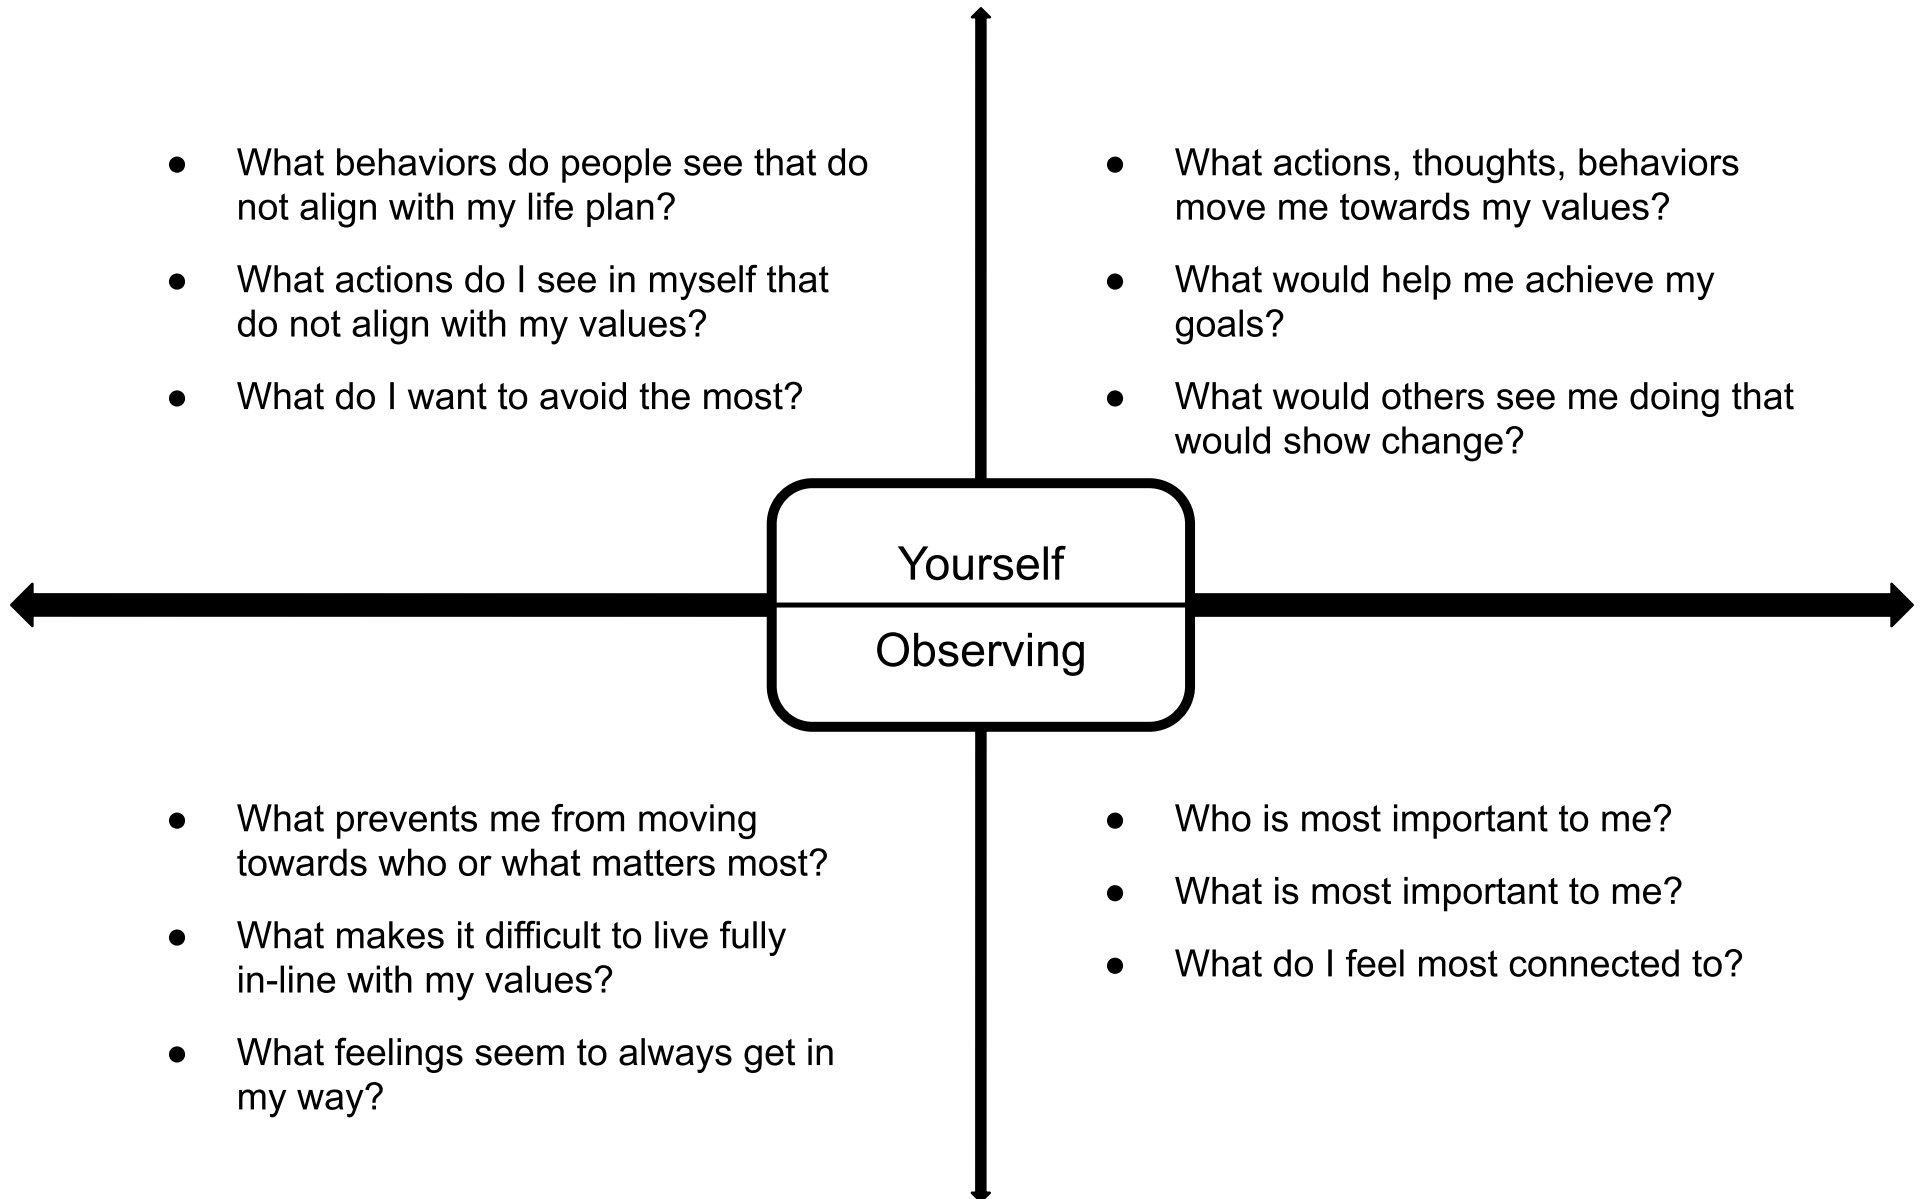 ● What behaviors do people see that do
not align with my life plan?
● What actions do I see in myself that
do not align with my values?
● What do I want to avoid the most?
● What actions, thoughts, behaviors
move me towards my values?
● What would help me achieve my
goals?
● What would others see me doing that
would show change?
Yourself
Observing
● What prevents me from moving
towards who or what matters most?
● What makes it difficult to live fully
in-line with my values?
● What feelings seem to always get in
my way?
● Who is most important to me?
● What is most important to me?
● What do I feel most connected to?